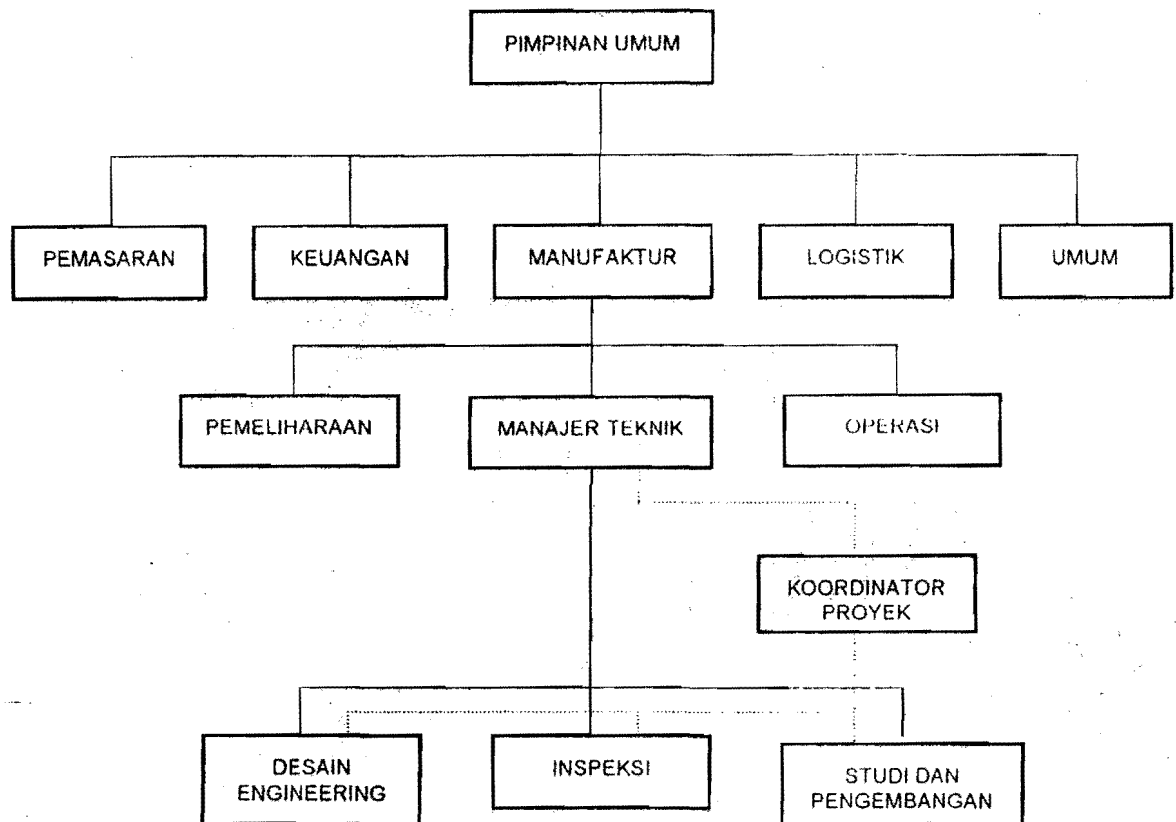 PIMPINAN UMUM
PEMASARAN
KEUANGAN
MANUFAKTUR
LOGISTIK
UMUM
PEMELIHARAAN
MANAJER TEKNIK
OPERASI
KOORDINATOR
PROYEK
DESAIN
ENGINEERING
INSPEKSI
STUDI DAN
PENGEMBANGAN